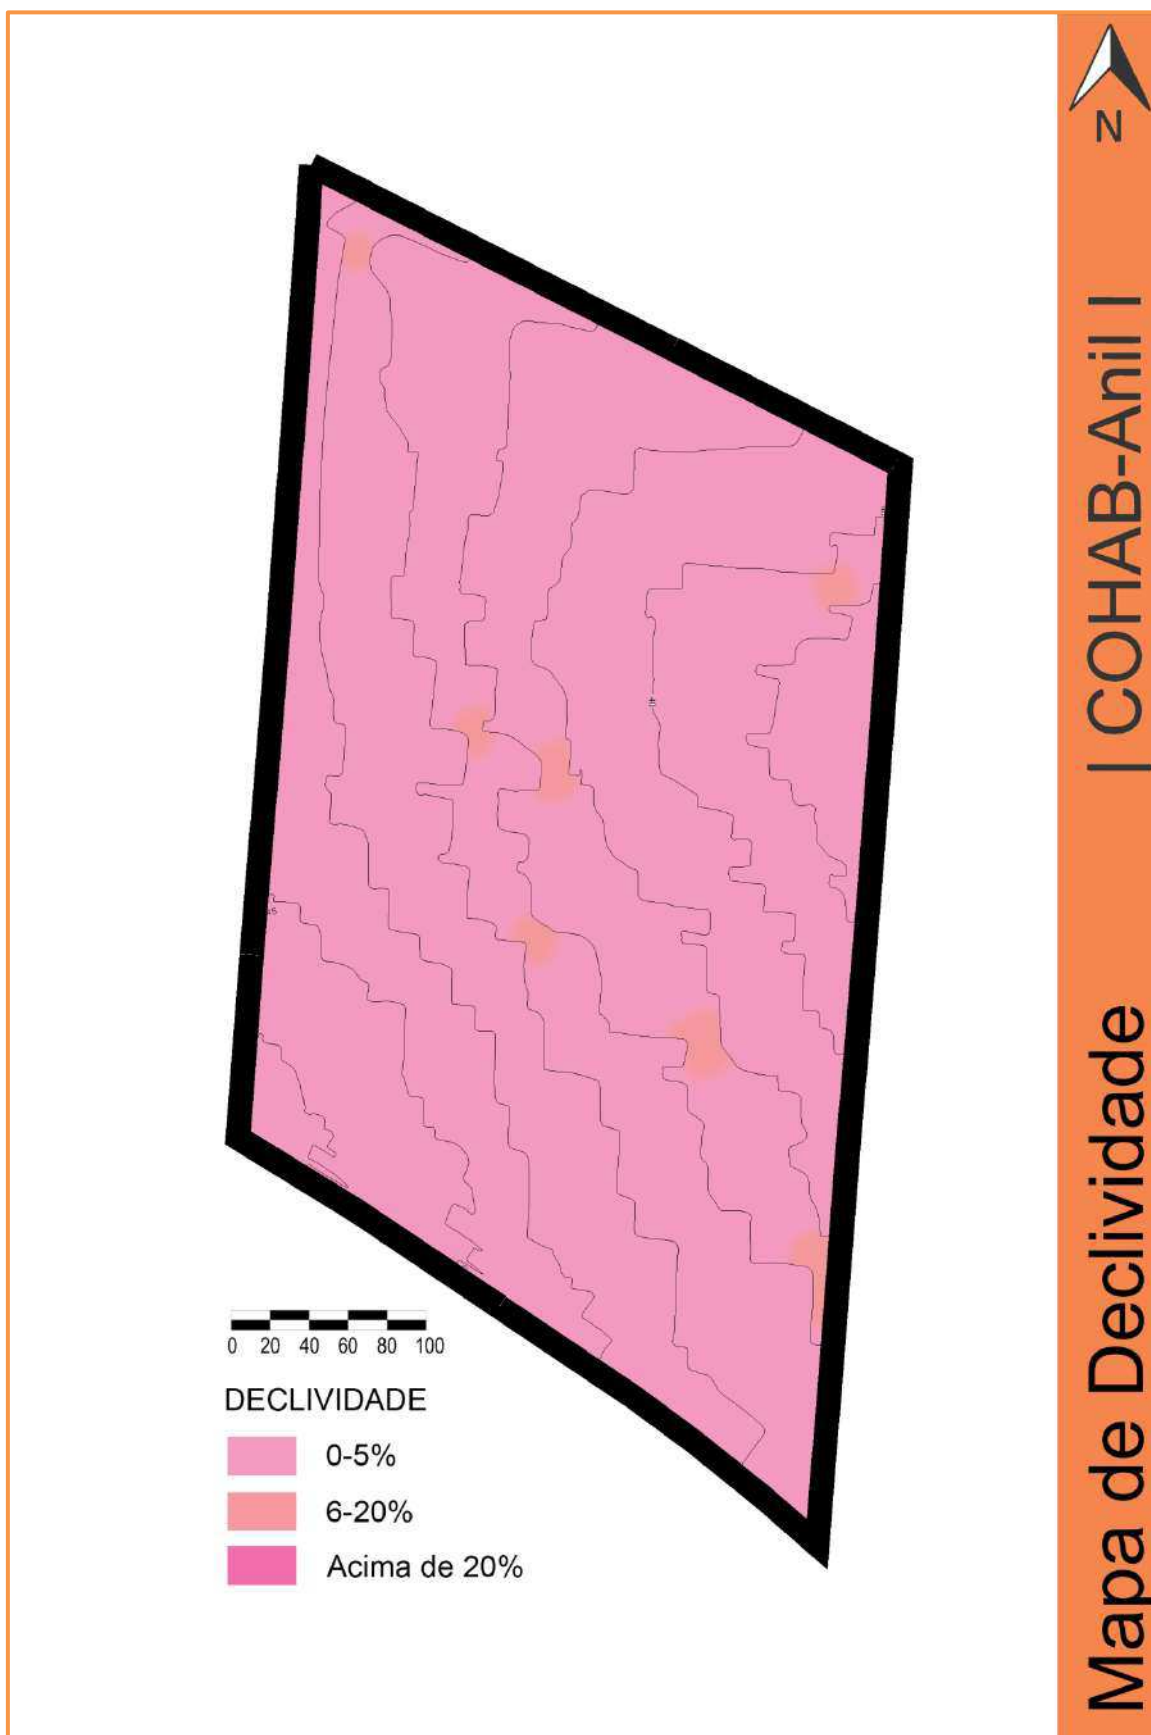 N
Mapa de Declividade | COHAB-Anil I
0 20 40 60 80 100
DECLIVIDADE
0-5%
6-20%
Acima de 20%